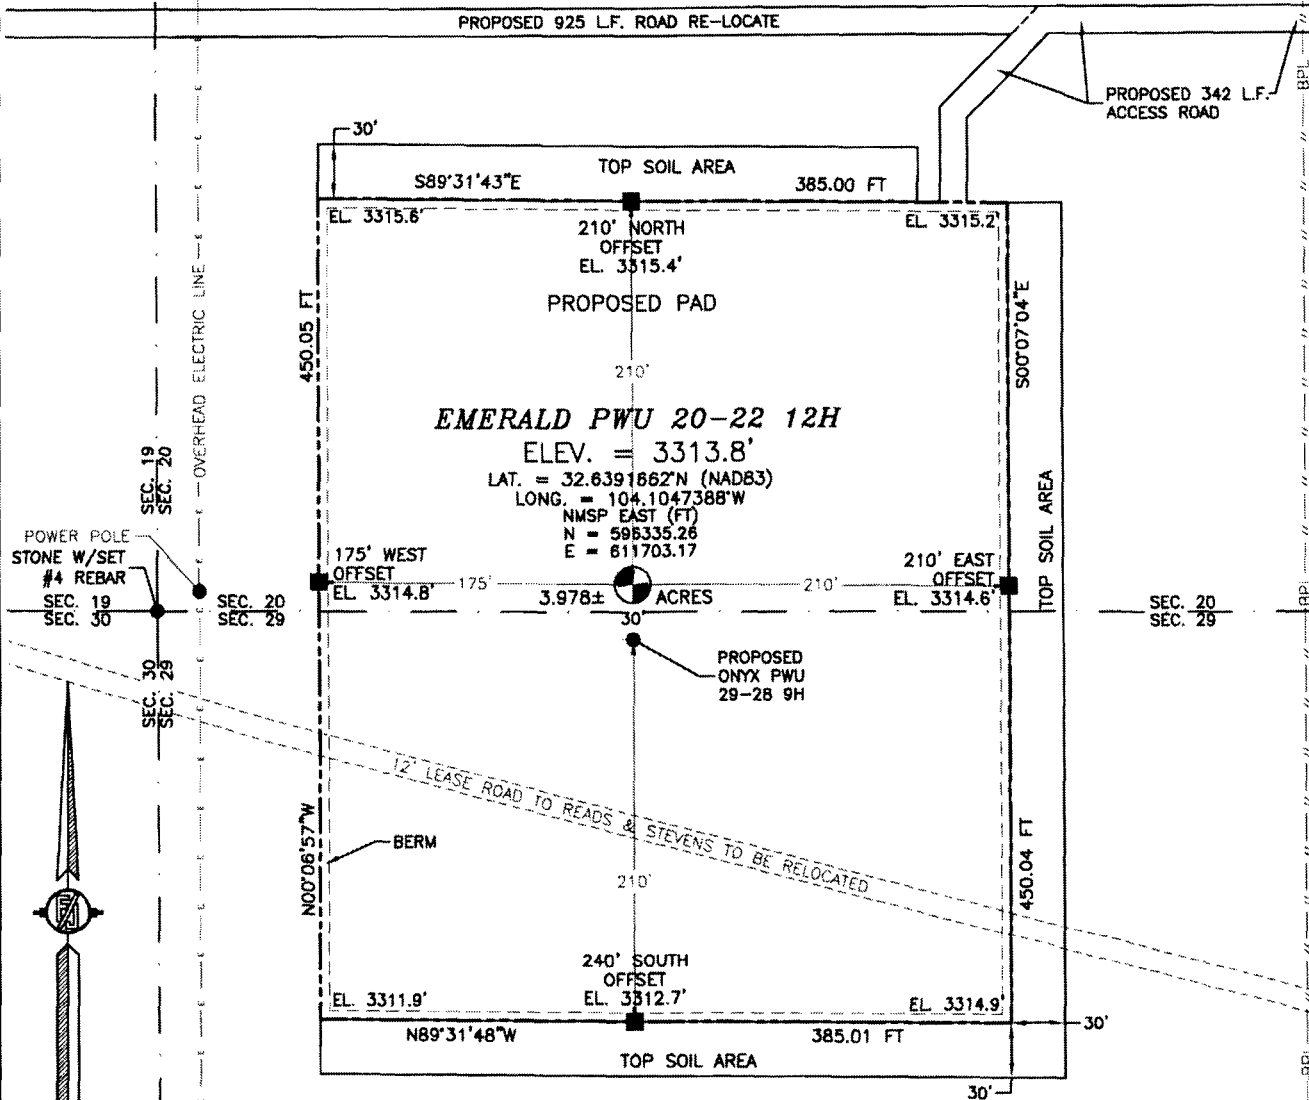 PROPOSED 925 L.F. ROAD RE-LOCATE
PROPOSED 342 L.F.
ACCESS ROAD
BPL
30'
TOP SOIL AREA
S89°31'43"E
385.00 FT
EL. 3315.6'
EL. 3315.2'
210' NORTH
OFFSET
EL. 3315.4'
PROPOSED PAD
450.05 FT
OVERHEAD ELECTRIC LINE
S00°07'04"E
210'
EMERALD PWU 20-22 12H
ELEV. = 3313.8'
LAT. = 32.6391662°N (NAD83)
LONG. = 104.1047388°W
NMSP EAST (FT)
N = 596335.26
E = 611703.17
SEC. 19
SEC. 20
POWER POLE
STONE W/SET
#4 REBAR
175' WEST
OFFSET
EL. 3314.8'
175'
210'
210' EAST
OFFSET
EL. 3314.6'
TOP SOIL AREA
3.978± ACRES
SEC. 19
SEC. 30
SEC. 20
SEC. 29
SEC. 20
SEC. 29
BPL
30'
PROPOSED
ONYX PWU
29-28 9H
SEC. 30
SEC. 29
12' LEASE ROAD TO READS & STEVENS TO BE RELOCATED
N00°06'57"W
BERM
210'
450.04 FT
240' SOUTH
OFFSET
EL. 3312.7'
EL. 3311.9'
EL. 3314.9'
N89°31'48"W
385.01 FT
30'
TOP SOIL AREA
30'
BPL